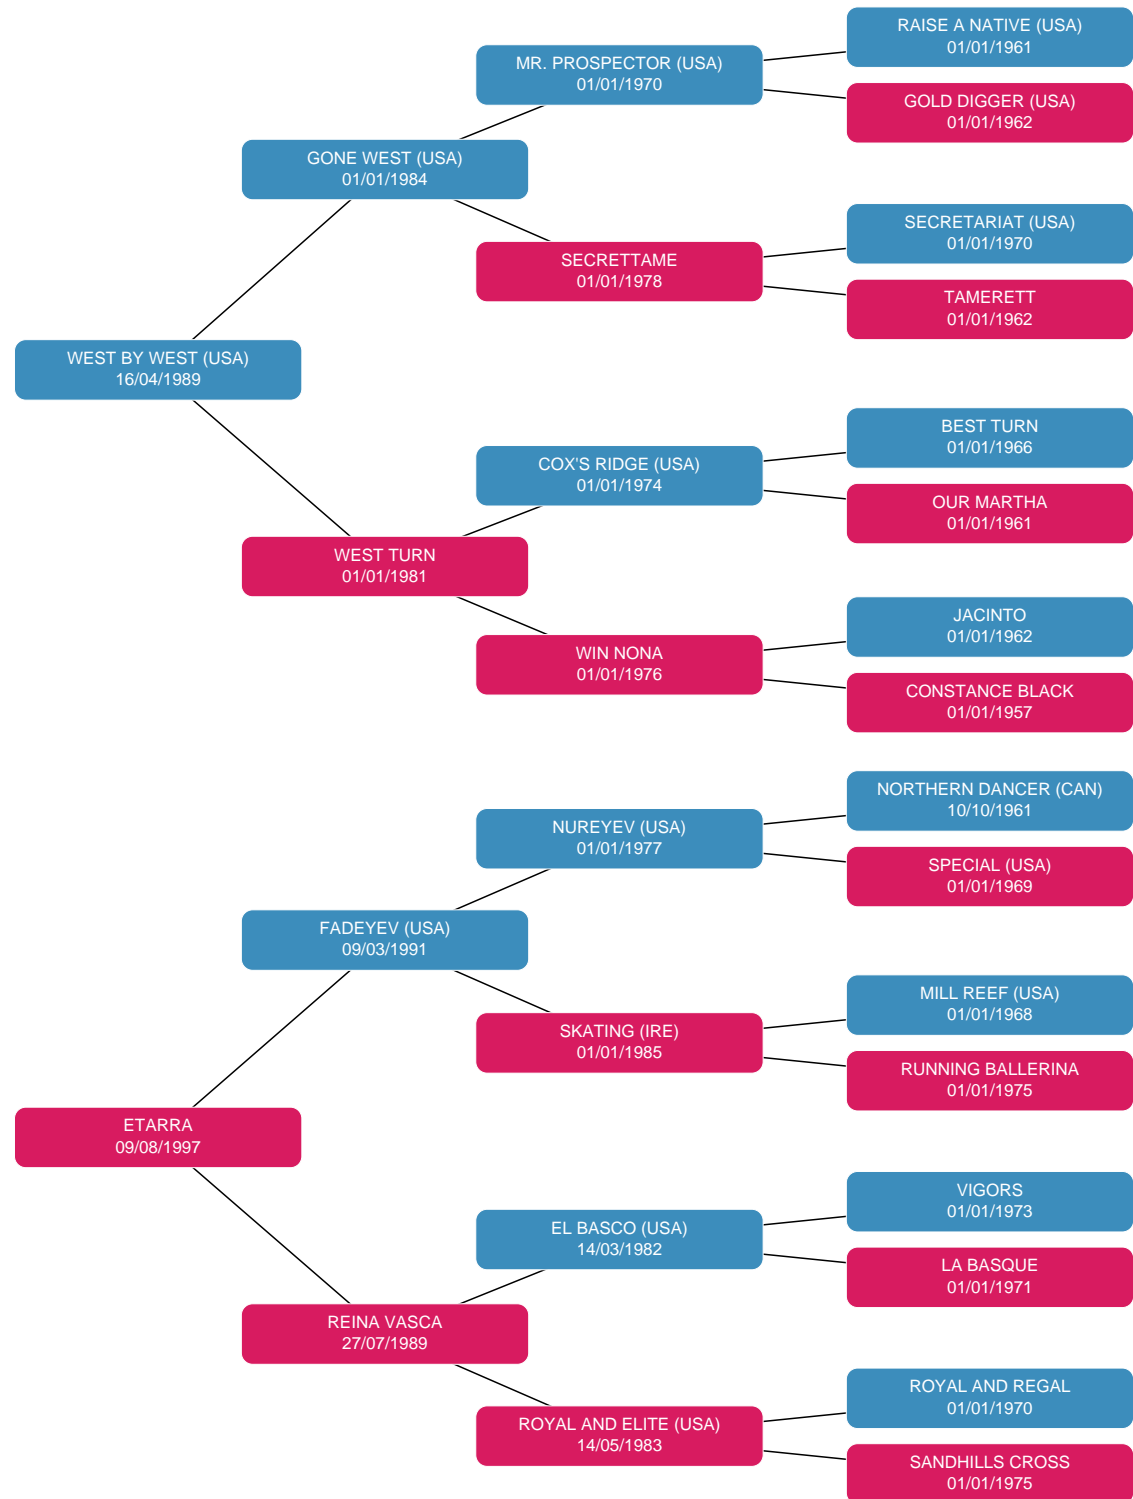 RAISE A NATIVE (USA)
01/01/1961
MR. PROSPECTOR (USA)
01/01/1970
GOLD DIGGER (USA)
01/01/1962
GONE WEST (USA)
01/01/1984
SECRETARIAT (USA)
01/01/1970
SECRETTAME
01/01/1978
TAMERETT
01/01/1962
WEST BY WEST (USA)
16/04/1989
BEST TURN
01/01/1966
COX'S RIDGE (USA)
01/01/1974
OUR MARTHA
01/01/1961
WEST TURN
01/01/1981
JACINTO
01/01/1962
WIN NONA
01/01/1976
CONSTANCE BLACK
01/01/1957
NORTHERN DANCER (CAN)
10/10/1961
NUREYEV (USA)
01/01/1977
SPECIAL (USA)
01/01/1969
FADEYEV (USA)
09/03/1991
MILL REEF (USA)
01/01/1968
SKATING (IRE)
01/01/1985
RUNNING BALLERINA
01/01/1975
ETARRA
09/08/1997
VIGORS
01/01/1973
EL BASCO (USA)
14/03/1982
LA BASQUE
01/01/1971
REINA VASCA
27/07/1989
ROYAL AND REGAL
01/01/1970
ROYAL AND ELITE (USA)
14/05/1983
SANDHILLS CROSS
01/01/1975